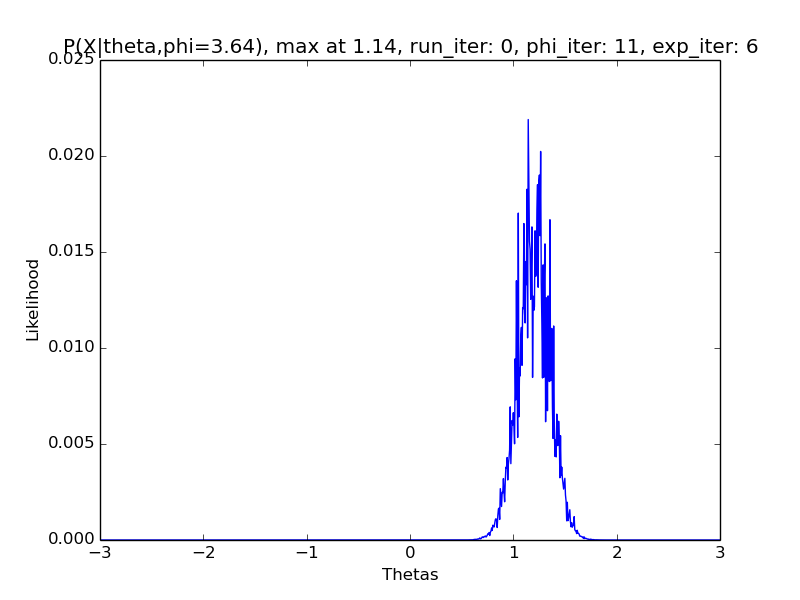 P(X|theta,phi=3.64), max at 1.14, run_iter: 0, phi_iter: 11, exp_iter: 6
0.025
0.020
0.015
0.010
0.005
0.000
Likelihood
−3 −2 −1 0 1 2 3
Thetas